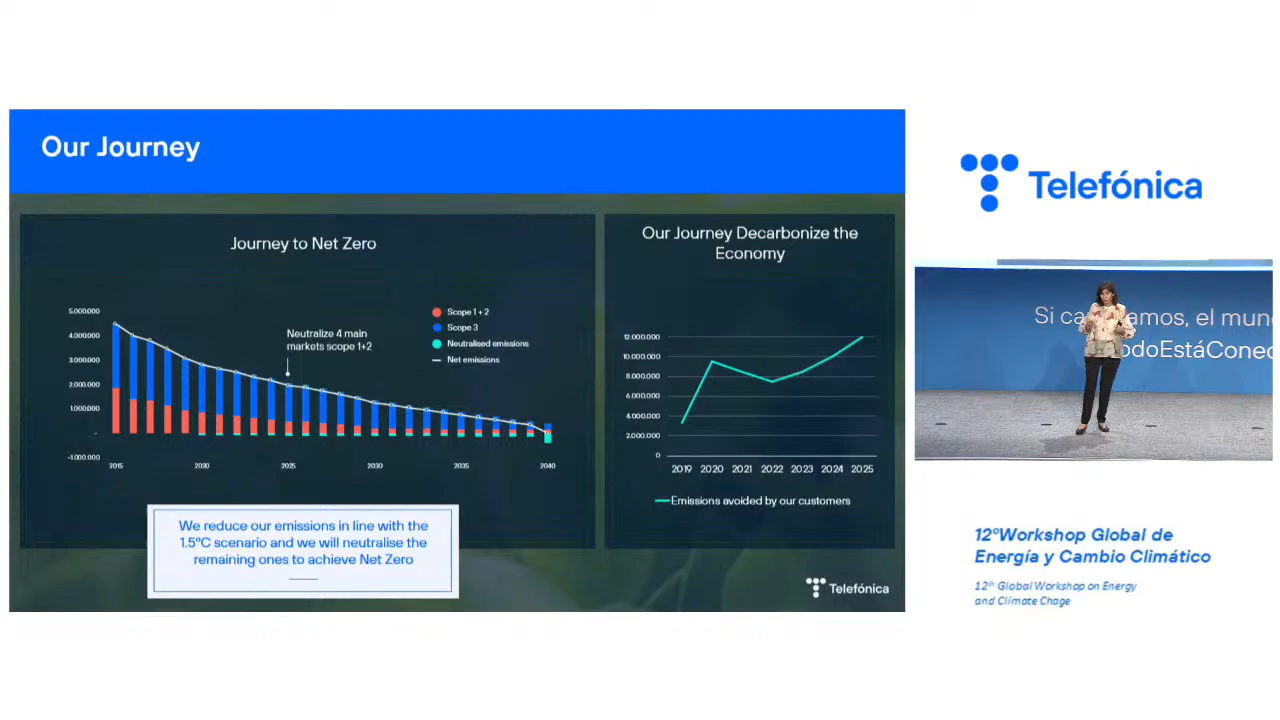 Our Journey
Journey to Net Zero
5.000.000
4.000.000
3.000.000
2.000.000
1.000.000
-
-1.000.000
2015
2020
2025
2030
2035
2040
Neutralize 4 main
markets scope 1+2
Scope 1 + 2
Scope 3
Neutralised emissions
Net emissions
We reduce our emissions in line with the
1.5ºC scenario and we will neutralise the
remaining ones to achieve Net Zero
Our Journey Decarbonize the
Economy
12.000.000
10.000.000
8.000.000
6.000.000
4.000.000
2.000.000
0
2019 2020 2021 2022 2023 2024 2025
Emissions avoided by our customers
Telefónica
Telefónica
Si ca amos, el mun
odoEstáConec
12ºWorkshop Global de
Energía y Cambio Climático
12th Global Workshop on Energy
and Climate Chage